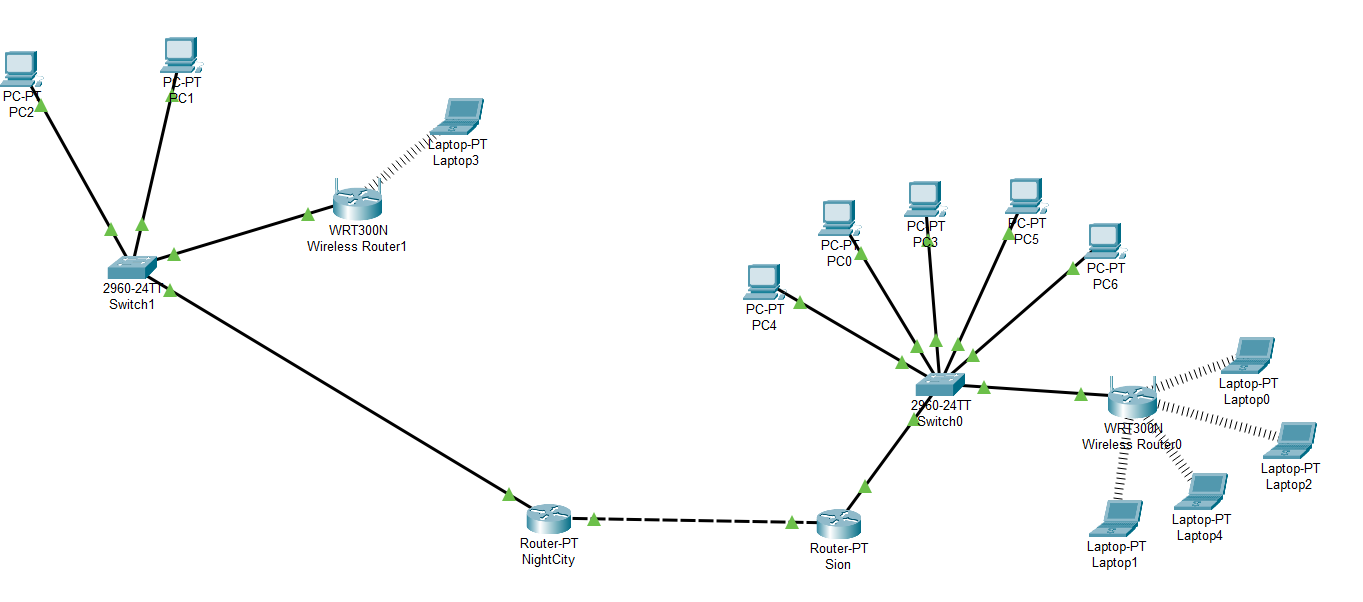 PC-PT
PC2
PC-PT
PC1
Laptop-PT
Laptop3
WRT300N
Wireless Router1
2960-24TT
Switch1
PC-PT
PC0
PC-PT
PC3
PC-PT
PC5
PC-PT
PC6
PC-PT
PC4
Laptop-PT
Laptop0
2960-24TT
Switch0
WRT300N
Wireless Router0
Laptop-PT
Laptop2
Laptop-PT
Laptop4
Laptop-PT
Laptop1
Router-PT
NightCity
Router-PT
Sion